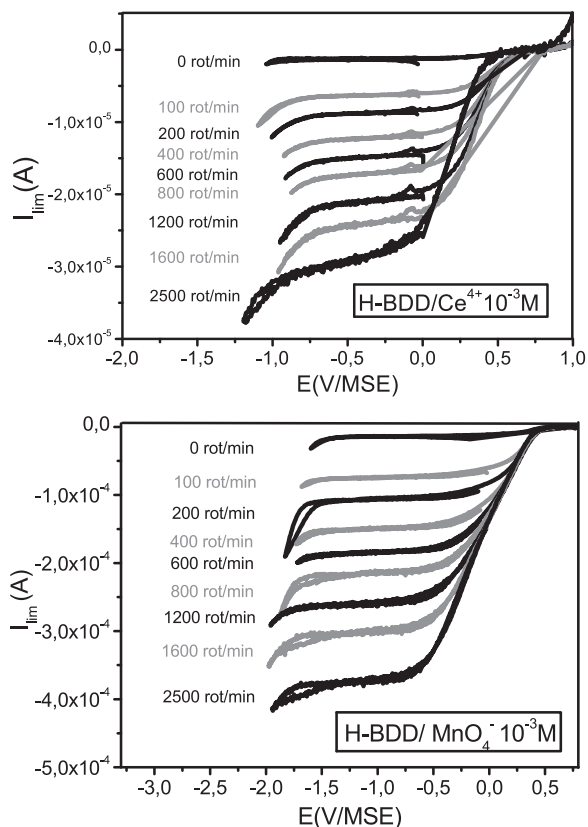 0,0
-1,0x10-5
-2,0x10-5
-3,0x10-5
-4,0x10-5
Ilim(A)
0 rot/min
100 rot/min
200 rot/min
400 rot/min
600 rot/min
800 rot/min
1200 rot/min
1600 rot/min
2500 rot/min
H-BDD/Ce4+10-3M
-2,0 -1,5 -1,0 -0,5 0,0 0,5 1,0
E(V/MSE)
0,0
-1,0x10-4
-2,0x10-4
-3,0x10-4
-4,0x10-4
-5,0x10-4
Ilim(A)
0 rot/min
100 rot/min
200 rot/min
400 rot/min
600 rot/min
800 rot/min
1200 rot/min
1600 rot/min
2500 rot/min
H-BDD/ MnO4- 10-3M
-3,0 -2,5 -2,0 -1,5 -1,0 -0,5 0,0 0,5
E(V/MSE)